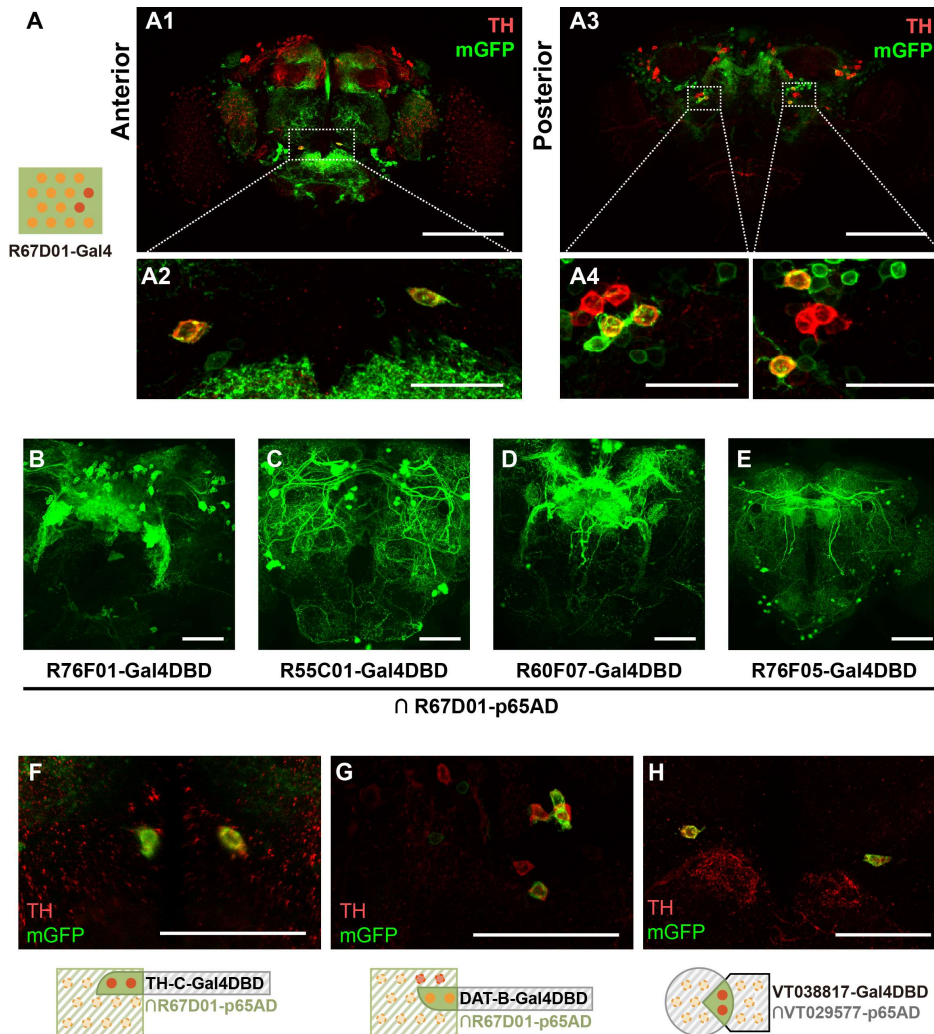 A
Anterior
A1
TH
mGFP
Posterior
A3
TH
mGFP
R67D01-Gal4
A2
A4
B
C
D
E
R76F01-Gal4DBD
R55C01-Gal4DBD
R60F07-Gal4DBD
R76F05-Gal4DBD
∩ R67D01-p65AD
F
TH
mGFP
G
TH
mGFP
H
TH
mGFP
TH-C-Gal4DBD
∩R67D01-p65AD
DAT-B-Gal4DBD
∩R67D01-p65AD
VT038817-Gal4DBD
∩VT029577-p65AD